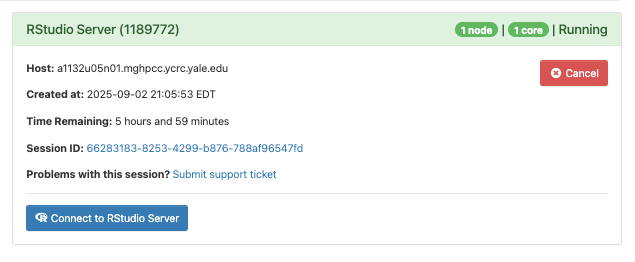 RStudio Server (1189772) 1 node | 1 core | Running
Host: a1132u05n01.mghpcc.ycrc.yale.edu
Cancel
Created at: 2025-09-02 21:05:53 EDT
Time Remaining: 5 hours and 59 minutes
Session ID: 66283183-8253-4299-b876-788af96547fd
Problems with this session? Submit support ticket
Connect to RStudio Server